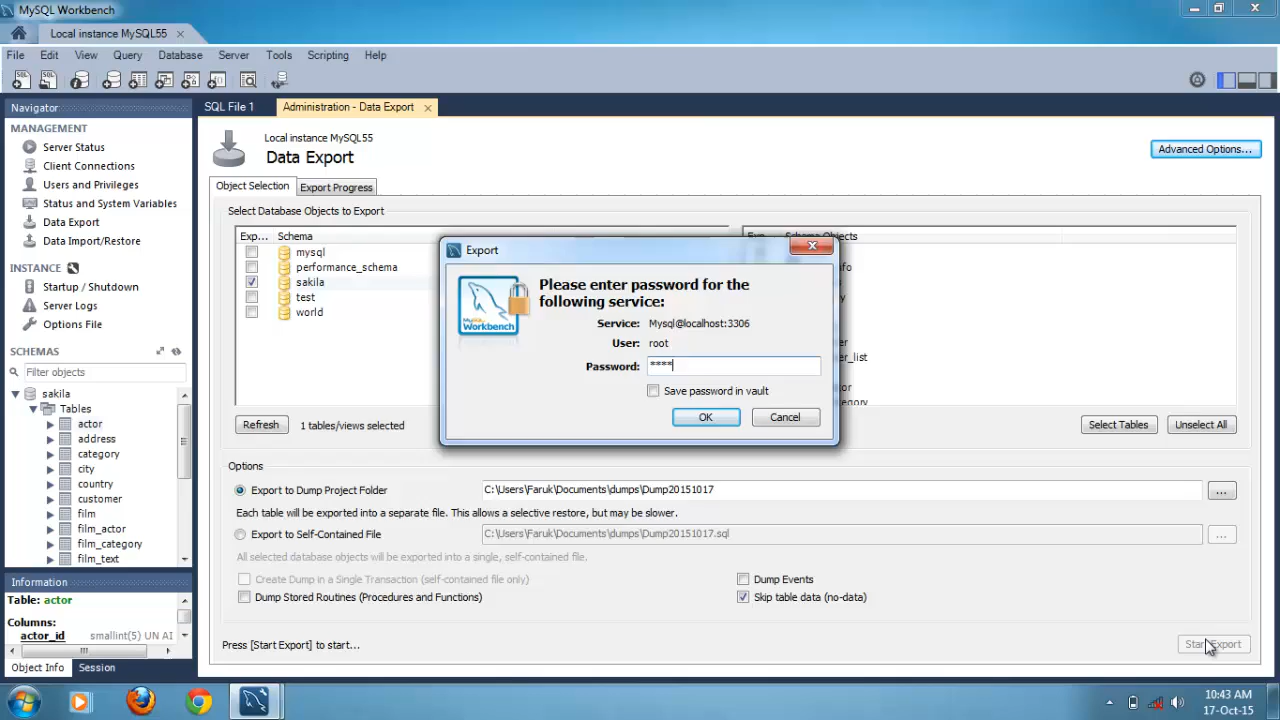 MySQL Workbench
Local instance MySQL55
File Edit View Query Database Server Tools Scripting Help
Navigator
SQL File 1
Administration - Data Export
MANAGEMENT
Server Status
Client Connections
Users and Privileges
Status and System Variables
Data Export
Data Import/Restore
INSTANCE
Startup / Shutdown
Server Logs
Options File
SCHEMAS
Filter objects
sakila
Tables
actor
address
category
city
country
customer
film
film_actor
film_category
film_text
Information
Table: actor
Columns:
actor_id smallint(5) UN AI
Object Info Session
Local instance MySQL55
Data Export
Advanced Options...
Object Selection Export Progress
Select Database Objects to Export
Exp... Schema
mysql
performance_schema
sakila
test
world
Schema Objects
Export
Please enter password for the
following service:
Service: Mysql@localhost:3306
User: root
Password: ****
Save password in vault
OK Cancel
MySQL
Workbench
Refresh 1 tables/views selected Select Tables Unselect All
Options
Export to Dump Project Folder C:\Users\Faruk\Documents\dumps\Dump20151017 ...
Each table will be exported into a separate file. This allows a selective restore, but may be slower.
Export to Self-Contained File C:\Users\Faruk\Documents\dumps\Dump20151017.sql ...
All selected database objects will be exported into a single, self-contained file.
Create Dump in a Single Transaction (self-contained file only) Dump Events
Dump Stored Routines (Procedures and Functions) Skip table data (no-data)
Press [Start Export] to start... Start Export
10:43 AM
17-Oct-15